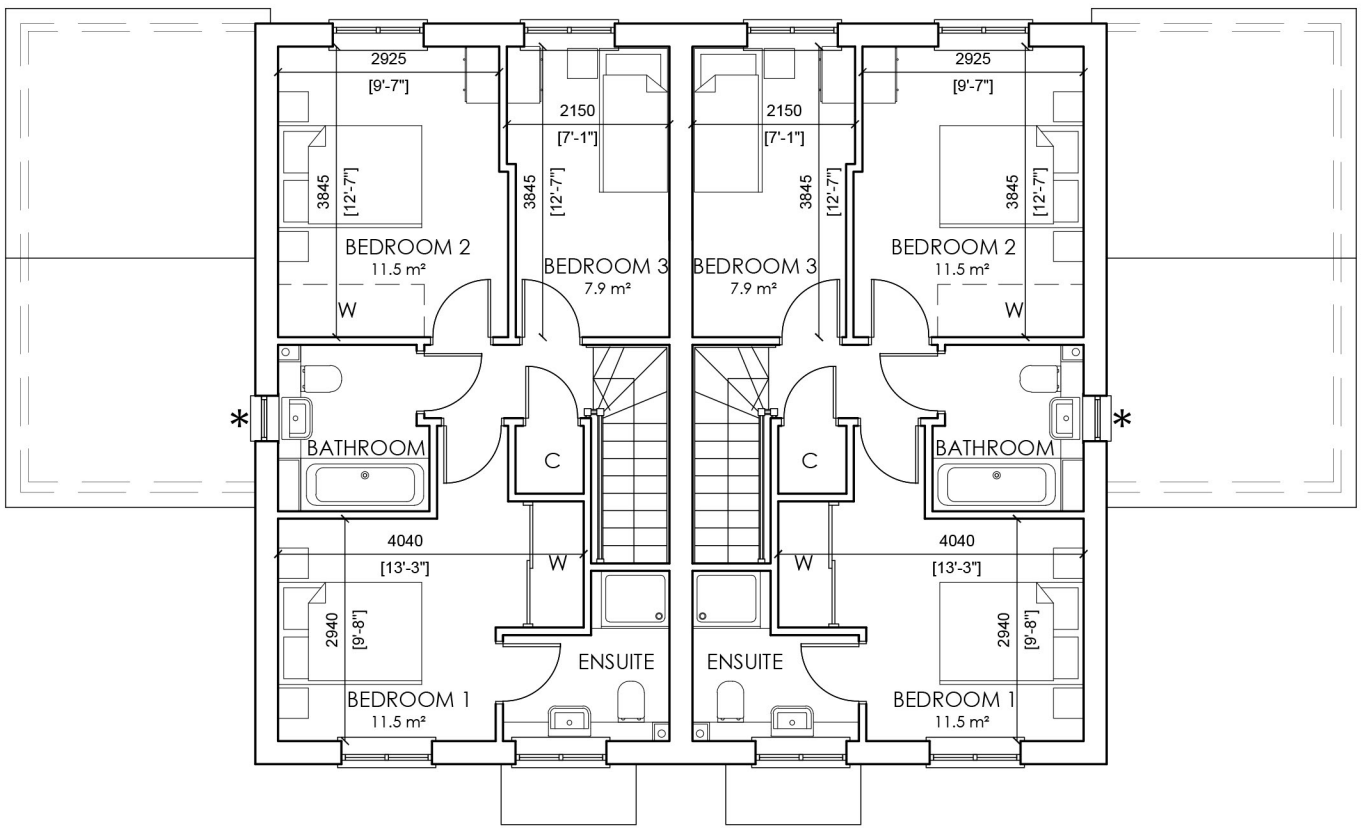 2925
[9'-7"]
2150
[7'-1"]
3845
[12'-7"]
3845
[12'-7"]
BEDROOM 2
11.5 m²
W
BEDROOM 3
7.9 m²
2150
[7'-1"]
2925
[9'-7"]
3845
[12'-7"]
3845
[12'-7"]
BEDROOM 3
7.9 m²
BEDROOM 2
11.5 m²
W
*
BATHROOM
C
C
BATHROOM
*
4040
[13'-3"]
W
2940
[9'-8"]
BEDROOM 1
11.5 m²
ENSUITE
ENSUITE
W
4040
[13'-3"]
2940
[9'-8"]
BEDROOM 1
11.5 m²